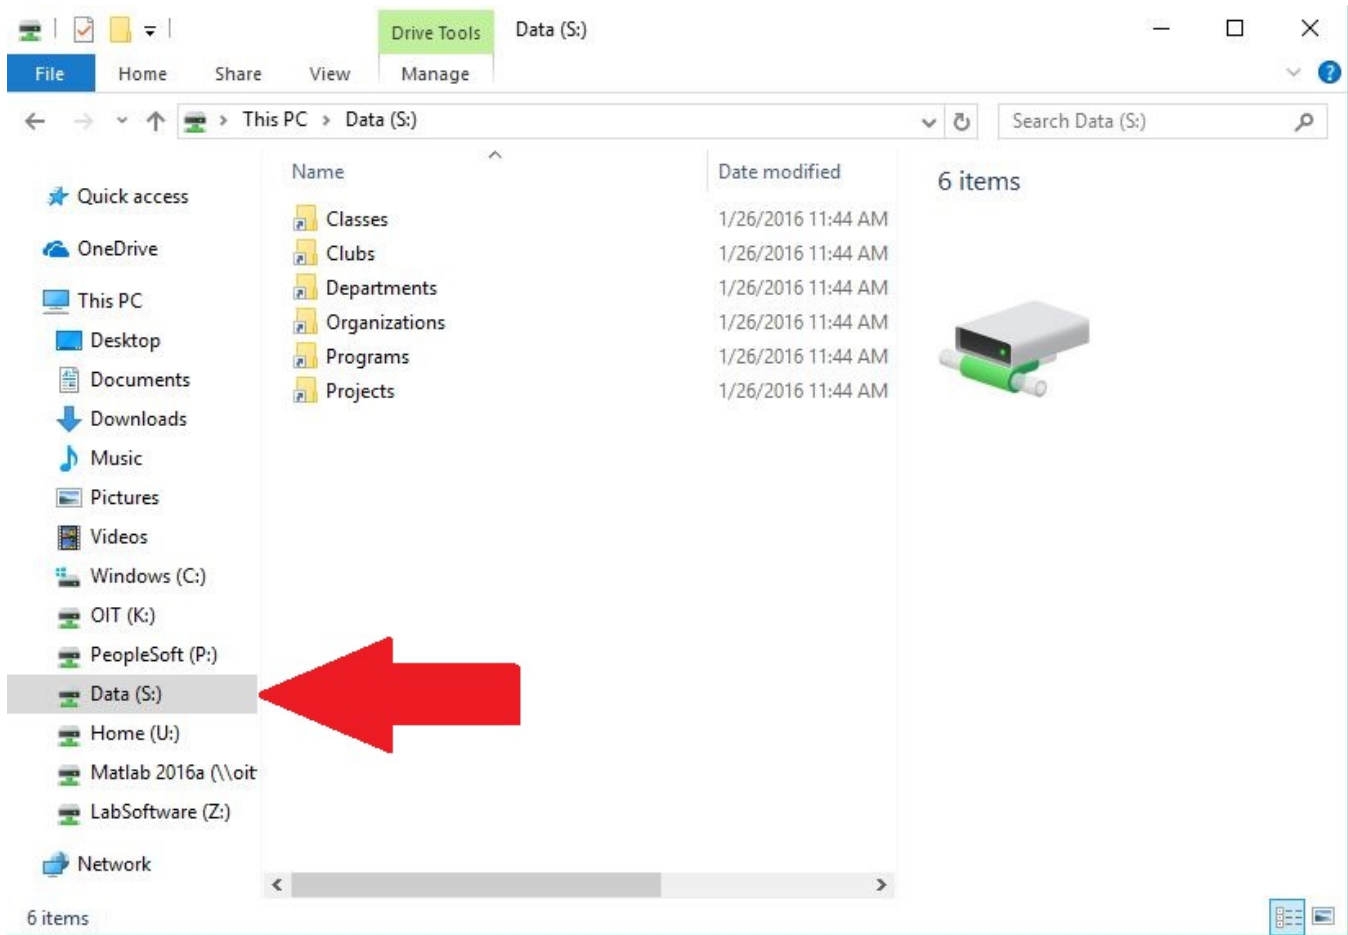 Drive Tools Data (S:)
File Home Share View Manage
This PC > Data (S:) Search Data (S:)
Name Date modified
6 items
Quick access
OneDrive
This PC
Desktop
Documents
Downloads
Music
Pictures
Videos
Windows (C:)
OIT (K:)
PeopleSoft (P:)
Data (S:)
Home (U:)
Matlab 2016a (\\oit
LabSoftware (Z:)
Network
Classes 1/26/2016 11:44 AM
Clubs 1/26/2016 11:44 AM
Departments 1/26/2016 11:44 AM
Organizations 1/26/2016 11:44 AM
Programs 1/26/2016 11:44 AM
Projects 1/26/2016 11:44 AM
6 items